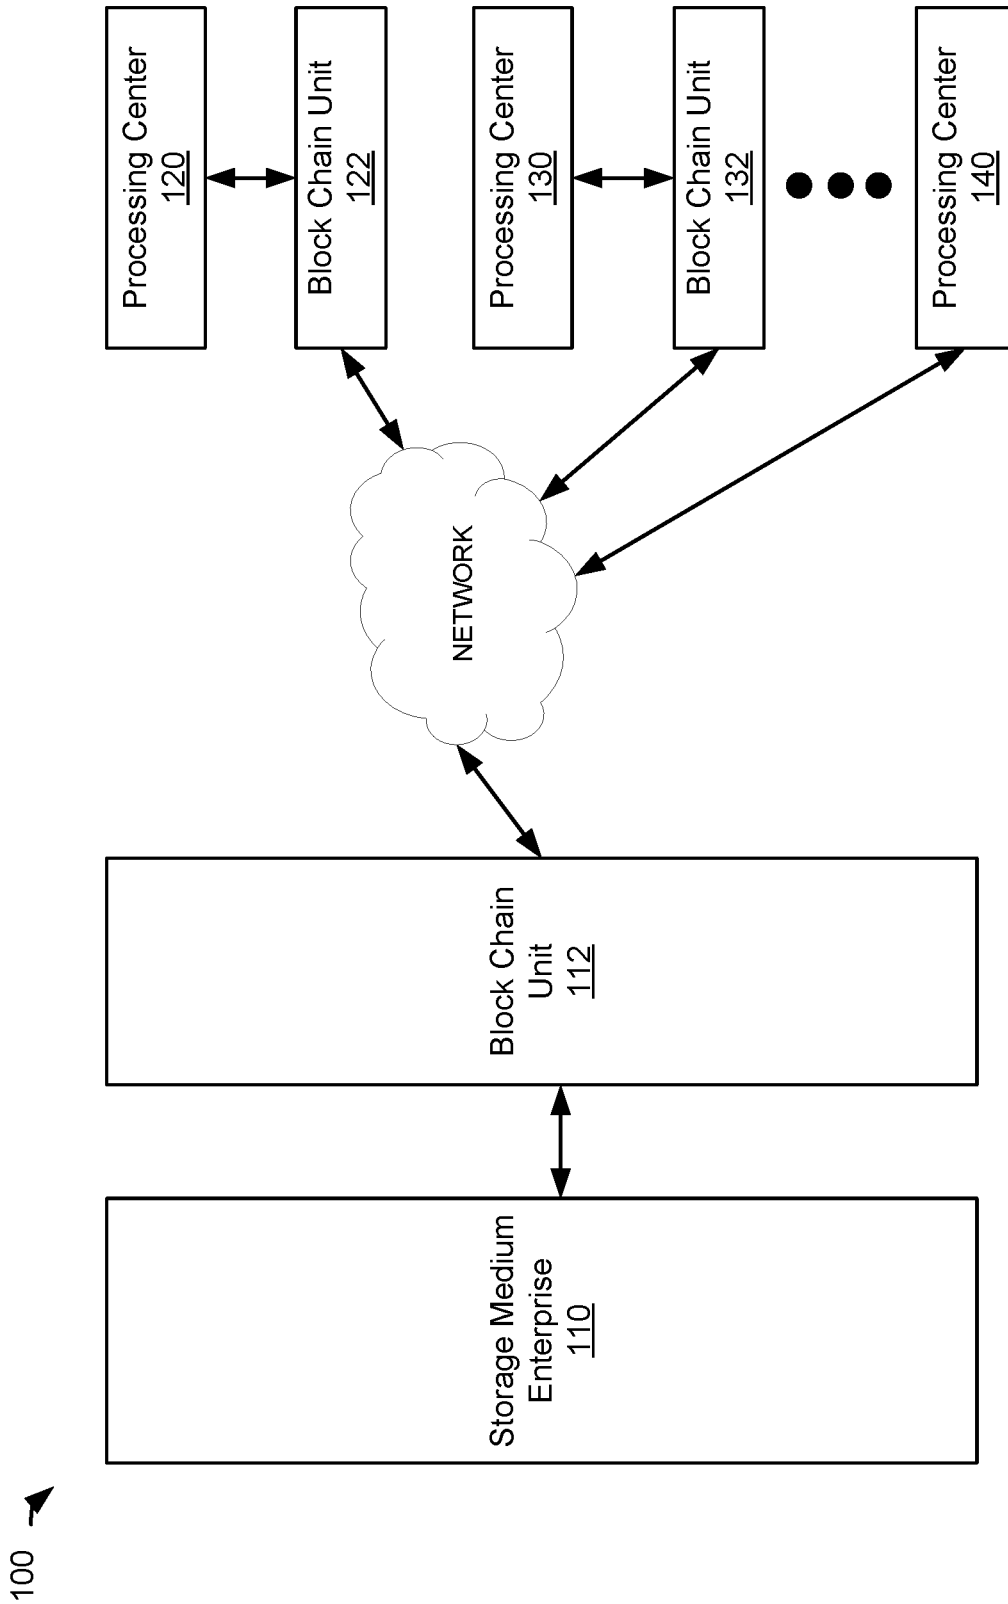 100
Storage Medium
Enterprise
110
Block Chain
Unit
112
NETWORK
Processing Center
120
Block Chain Unit
122
Processing Center
130
Block Chain Unit
132
Processing Center
140